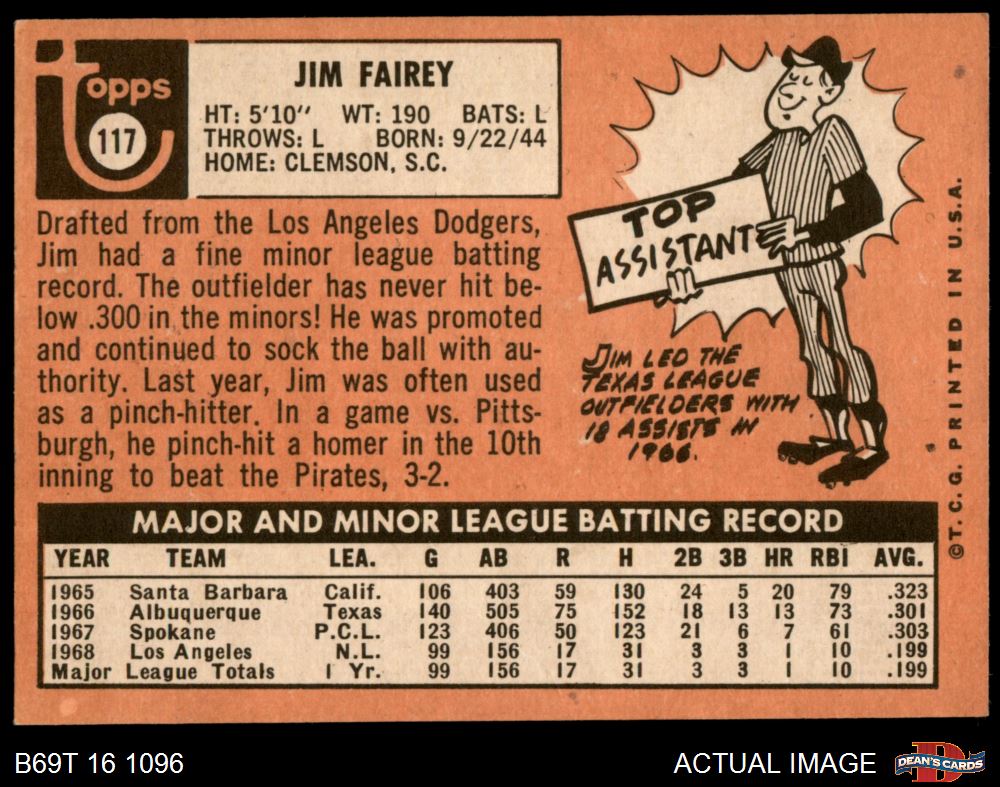 topps
117
JIM FAIREY
HT: 5'10" WT: 190 BATS: L
THROWS: L BORN: 9/22/44
HOME: CLEMSON, S.C.
Drafted from the Los Angeles Dodgers,
Jim had a fine minor league batting
record. The outfielder has never hit be-
low .300 in the minors! He was promoted
and continued to sock the ball with au-
thority. Last year, Jim was often used
as a pinch-hitter. In a game vs. Pitts-
burgh, he pinch-hit a homer in the 10th
inning to beat the Pirates, 3-2.
TOP
ASSISTANT
JIM LED THE
TEXAS LEAGUE
OUTFIELDERS WITH
18 ASSISTS IN
1966.
©T. C. G. PRINTED IN U.S.A.
MAJOR AND MINOR LEAGUE BATTING RECORD
YEAR TEAM LEA. G AB R H 2B 3B HR RBI AVG.
1965 Santa Barbara Calif. 106 403 59 130 24 5 20 79 .323
1966 Albuquerque Texas 140 505 75 152 18 13 13 73 .301
1967 Spokane P.C.L. 123 406 50 123 21 6 7 61 .303
1968 Los Angeles N.L. 99 156 17 31 3 3 1 10 .199
Major League Totals 1 Yr. 99 156 17 31 3 3 1 10 .199
B69T 16 1096 ACTUAL IMAGE
DEAN'S CARDS